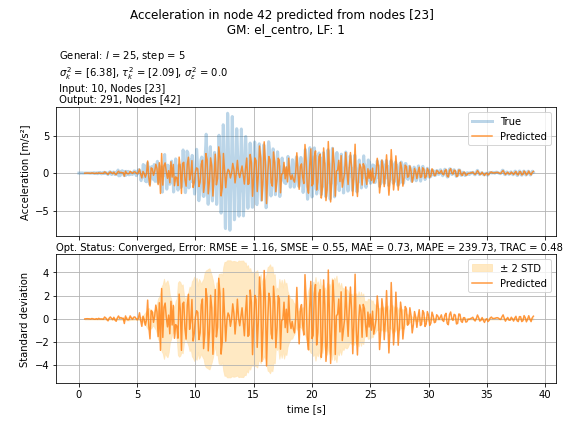 Acceleration in node 42 predicted from nodes [23]
GM: el_centro, LF: 1
General: l = 25, step = 5
σ²ₖ = [6.38], τ²ₖ = [2.09], σ²ε = 0.0
Input: 10, Nodes [23]
Output: 291, Nodes [42]
True
Predicted
5
0
−5
Acceleration [m/s²]
Opt. Status: Converged, Error: RMSE = 1.16, SMSE = 0.55, MAE = 0.73, MAPE = 239.73, TRAC = 0.48
± 2 STD
Predicted
4
2
0
−2
−4
Standard deviation
0 5 10 15 20 25 30 35 40
time [s]